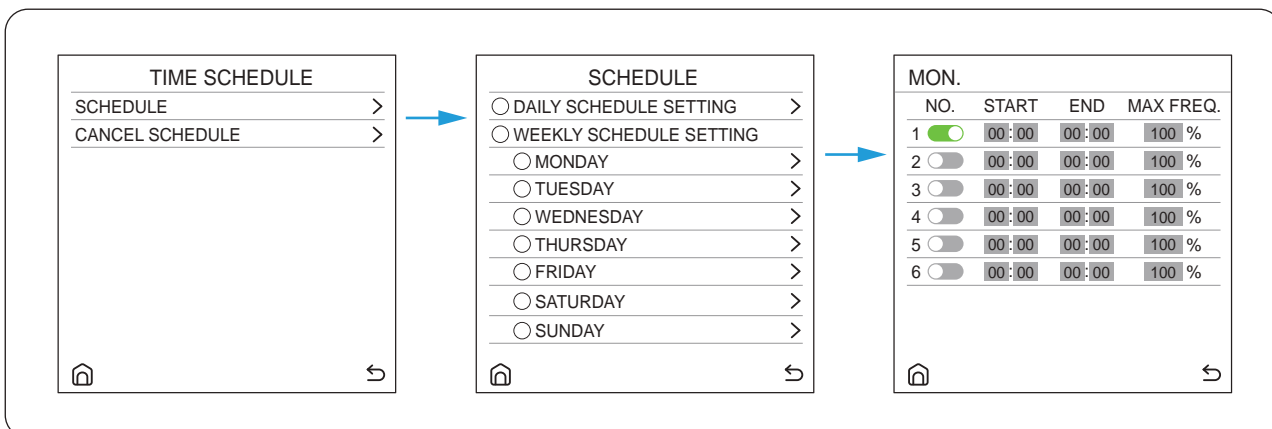 TIME SCHEDULE
SCHEDULE
CANCEL SCHEDULE
SCHEDULE
DAILY SCHEDULE SETTING
WEEKLY SCHEDULE SETTING
MONDAY
TUESDAY
WEDNESDAY
THURSDAY
FRIDAY
SATURDAY
SUNDAY
MON.
NO. START END MAX FREQ.
1 00:00 00:00 100 %
2 00:00 00:00 100 %
3 00:00 00:00 100 %
4 00:00 00:00 100 %
5 00:00 00:00 100 %
6 00:00 00:00 100 %